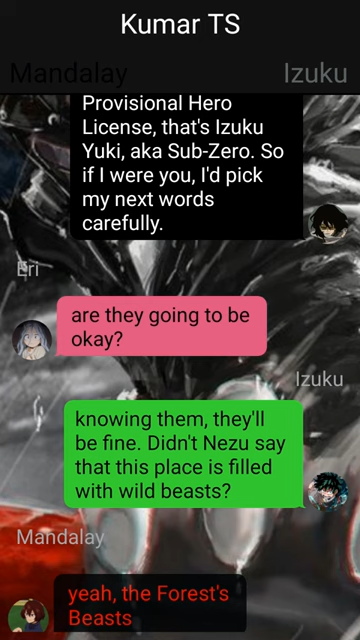 Kumar TS
Mandalay
Izuku
Provisional Hero
License, that's Izuku
Yuki, aka Sub-Zero. So
if I were you, I'd pick
my next words
carefully.
Eri
are they going to be
okay?
Izuku
knowing them, they'll
be fine. Didn't Nezu say
that this place is filled
with wild beasts?
Mandalay
yeah, the Forest's
Beasts